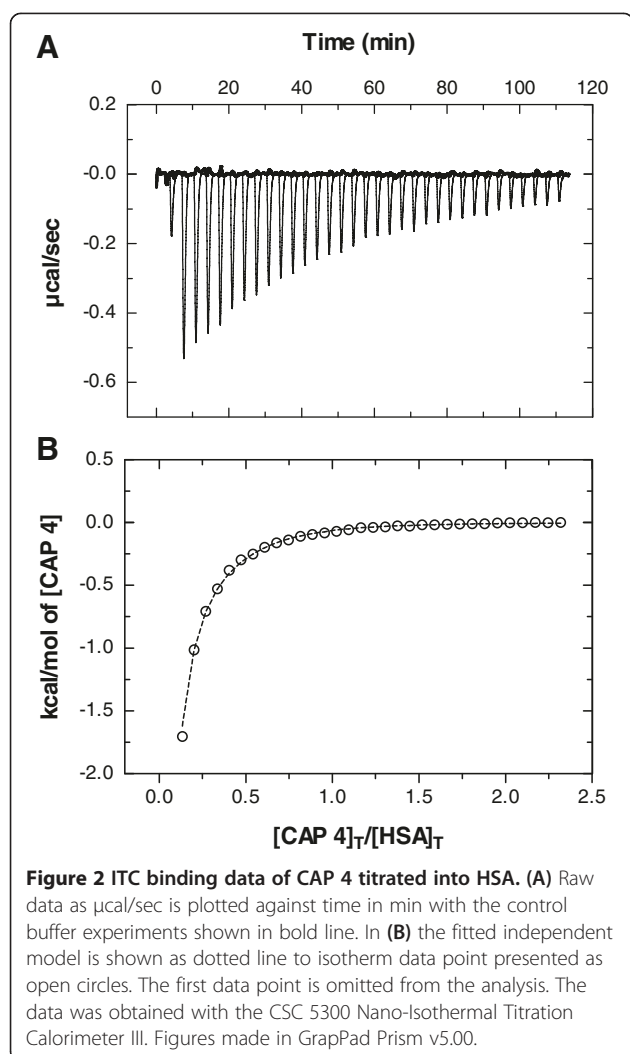 A
Time (min)
0 20 40 60 80 100 120
0.2
-0.0
-0.2
-0.4
-0.6
µcal/sec
B
0.5
0.0
-0.5
-1.0
-1.5
-2.0
kcal/mol of [CAP 4]
0.0 0.5 1.0 1.5 2.0 2.5
[CAP 4]T/[HSA]T
Figure 2 ITC binding data of CAP 4 titrated into HSA. (A) Raw
data as µcal/sec is plotted against time in min with the control
buffer experiments shown in bold line. In (B) the fitted independent
model is shown as dotted line to isotherm data point presented as
open circles. The first data point is omitted from the analysis. The
data was obtained with the CSC 5300 Nano-Isothermal Titration
Calorimeter III. Figures made in GrapPad Prism v5.00.